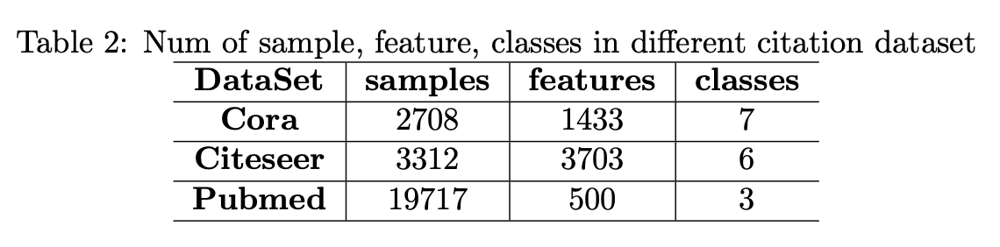 Table 2: Num of sample, feature, classes in different citation dataset
DataSet samples features classes
Cora 2708 1433 7
Citeseer 3312 3703 6
Pubmed 19717 500 3